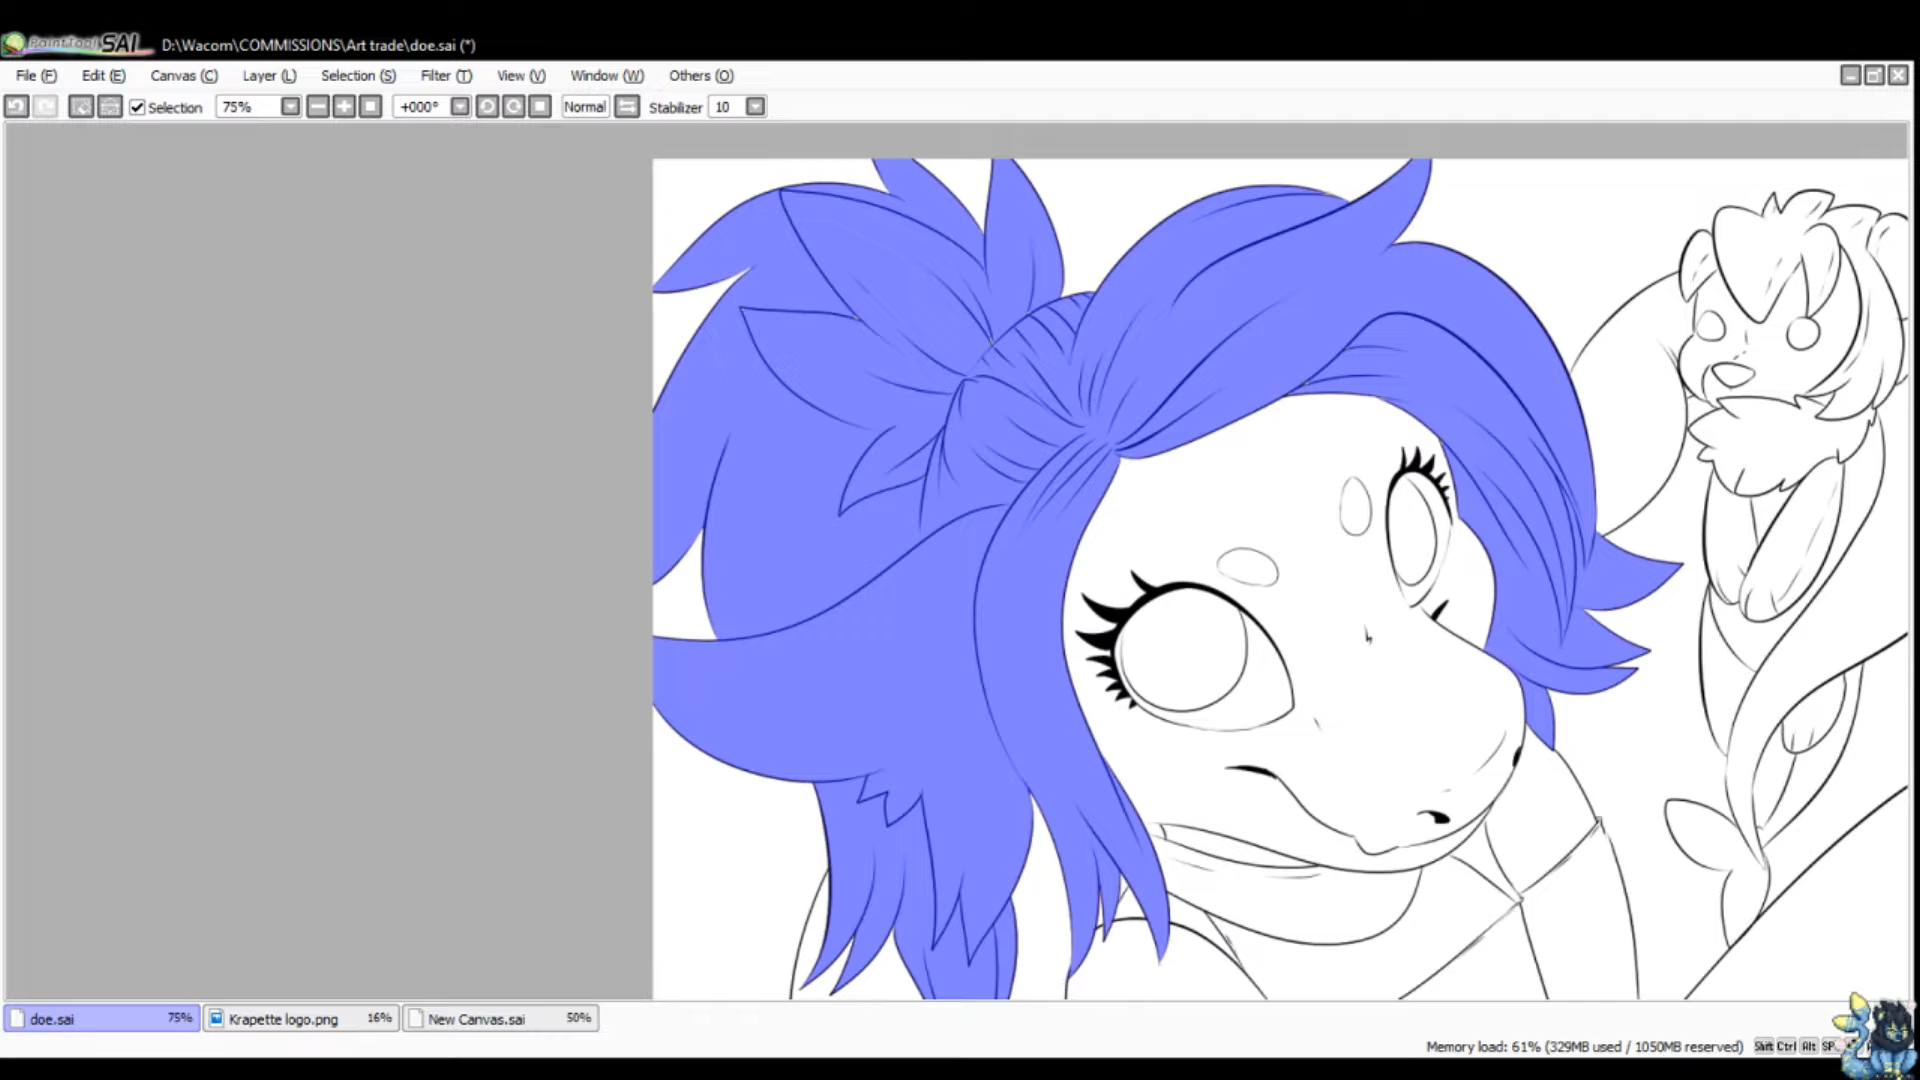 PaintTool SAI D:\Wacom\COMMISSIONS\Art trade\doe.sai (*)
File (F) Edit (E) Canvas (C) Layer (L) Selection (S) Filter (T) View (V) Window (W) Others (O)
Selection 75% +000° Normal Stabilizer 10
doe.sai 75% Krapette logo.png 16% New Canvas.sai 50%
Memory load: 61% (329MB used / 1050MB reserved) Shft Ctrl Alt